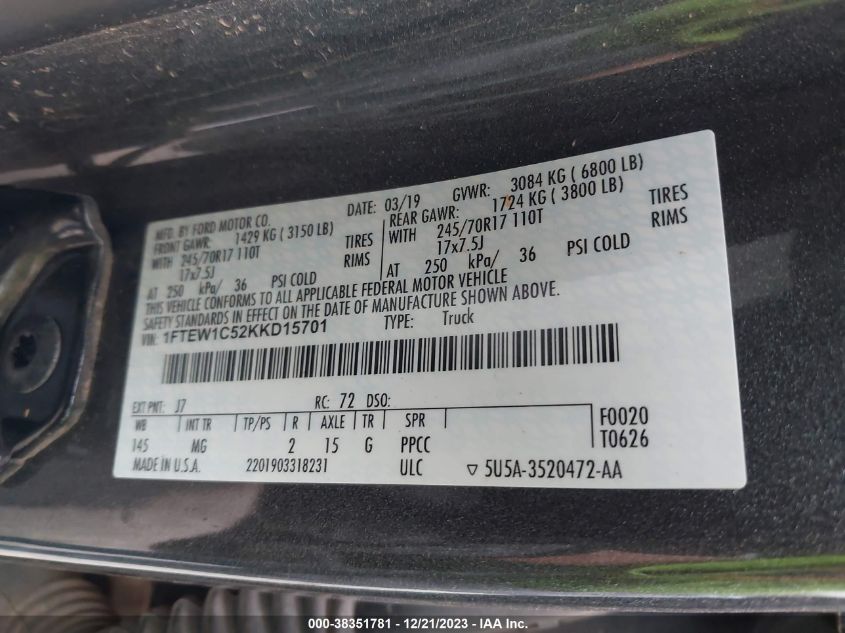 MFG. BY FORD MOTOR CO. DATE: 03/19 GVWR: 3084 KG ( 6800 LB)
FRONT GAWR: 1429 KG ( 3150 LB) REAR GAWR: 1724 KG ( 3800 LB)
WITH 245/70R17 110T TIRES WITH 245/70R17 110T TIRES
17x7.5J RIMS 17x7.5J RIMS
AT 250 kPa/ 36 PSI COLD AT 250 kPa/ 36 PSI COLD
THIS VEHICLE CONFORMS TO ALL APPLICABLE FEDERAL MOTOR VEHICLE
SAFETY STANDARDS IN EFFECT ON THE DATE OF MANUFACTURE SHOWN ABOVE.
VIN: 1FTEW1C52KKD15701 TYPE: Truck
EXT PNT: J7 RC: 72 DSO:
WB INT TR TP/PS R AXLE TR SPR F0020
145 MG 2 15 G PPCC T0626
MADE IN U.S.A. 2201903318231 ULC ▽ 5U5A-3520472-AA
000-38351781 - 12/21/2023 - IAA Inc.